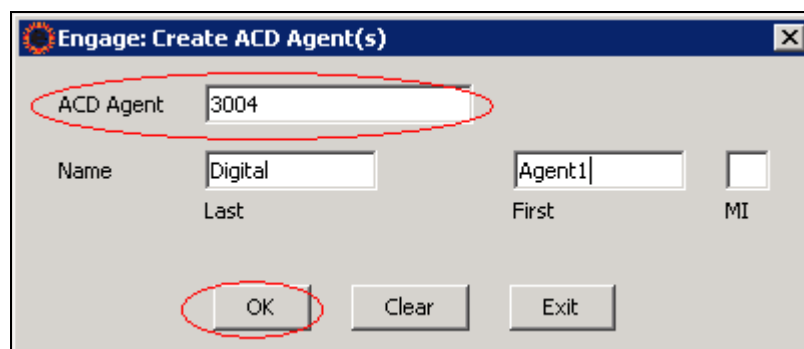 Engage: Create ACD Agent(s)
ACD Agent 3004
Name Digital Agent1
Last First MI
OK Clear Exit